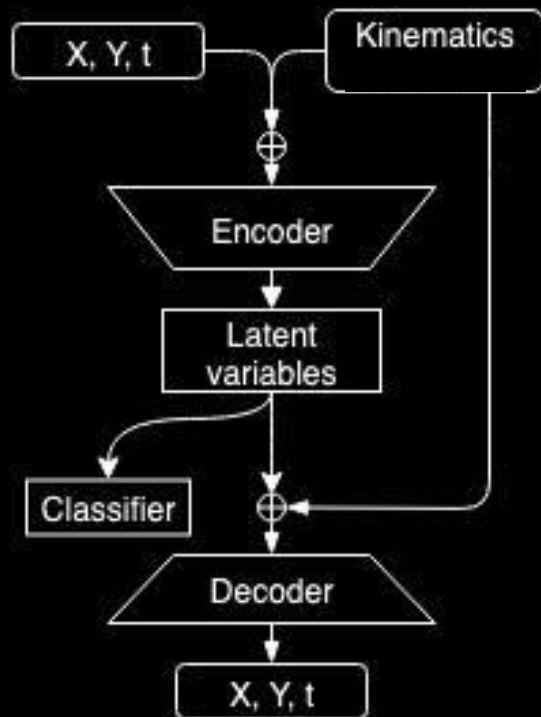 X, Y, t
Kinematics
Encoder
Latent
variables
Classifier
Decoder
X, Y, t